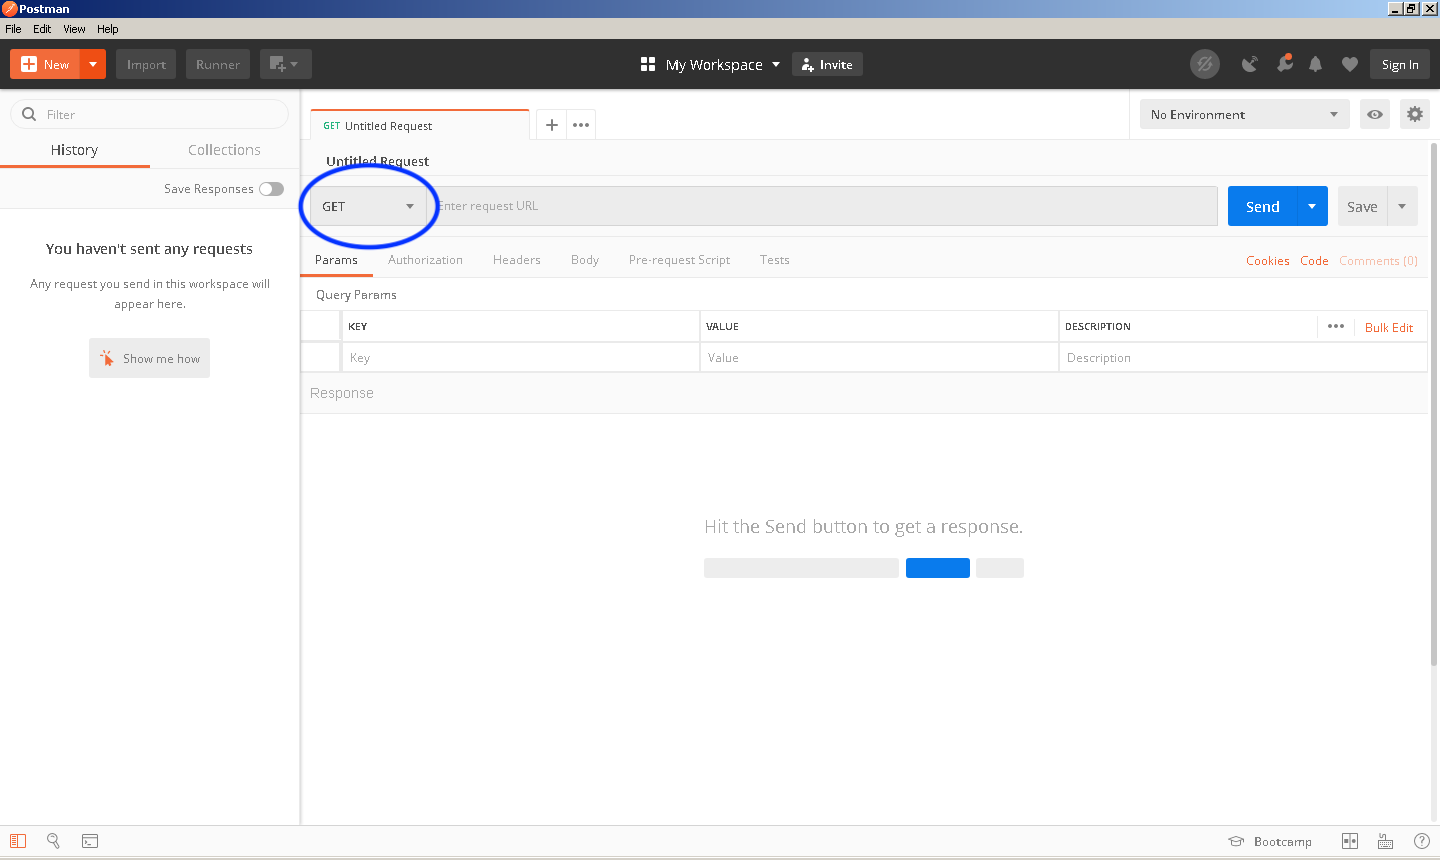 Postman
File Edit View Help
New Import Runner My Workspace Invite Sign In
Filter
History Collections
Save Responses
You haven't sent any requests
Any request you send in this workspace will
appear here.
Show me how
GET Untitled Request + ••• No Environment
Untitled Request
GET Enter request URL Send Save
Params Authorization Headers Body Pre-request Script Tests Cookies Code Comments (0)
Query Params
KEY VALUE DESCRIPTION ••• Bulk Edit
Key Value Description
Response
Hit the Send button to get a response.
Bootcamp